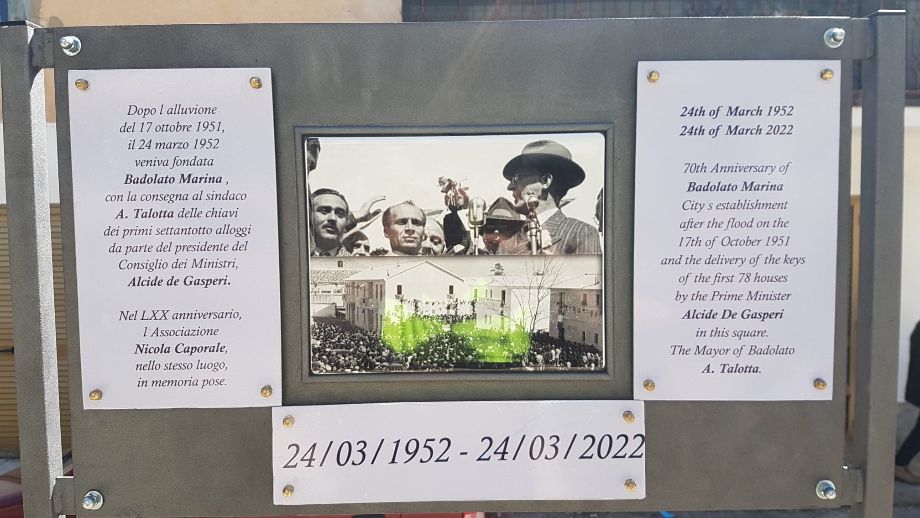 Dopo l alluvione
del 17 ottobre 1951,
il 24 marzo 1952
veniva fondata
Badolato Marina ,
con la consegna al sindaco
A. Talotta delle chiavi
dei primi settantotto alloggi
da parte del presidente del
Consiglio dei Ministri,
Alcide de Gasperi.
Nel LXX anniversario,
l Associazione
Nicola Caporale,
nello stesso luogo,
in memoria pose.
24th of March 1952
24th of March 2022
70th Anniversary of
Badolato Marina
City s establishment
after the flood on the
17th of October 1951
and the delivery of the keys
of the first 78 houses
by the Prime Minister
Alcide De Gasperi
in this square.
The Mayor of Badolato
A. Talotta.
24/03/1952 - 24/03/2022